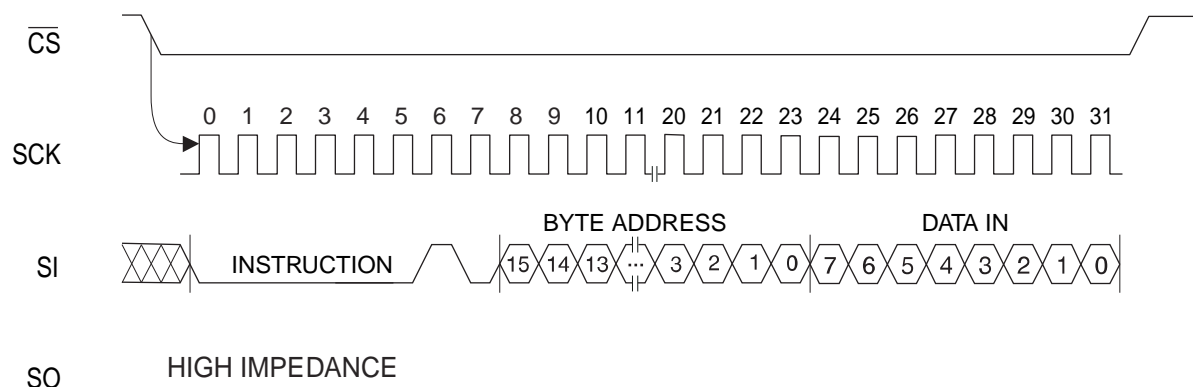 CS
0 1 2 3 4 5 6 7 8 9 10 11 20 21 22 23 24 25 26 27 28 29 30 31
SCK
BYTE ADDRESS DATA IN
SI INSTRUCTION 15 14 13 ... 3 2 1 0 7 6 5 4 3 2 1 0
HIGH IMPEDANCE
SO